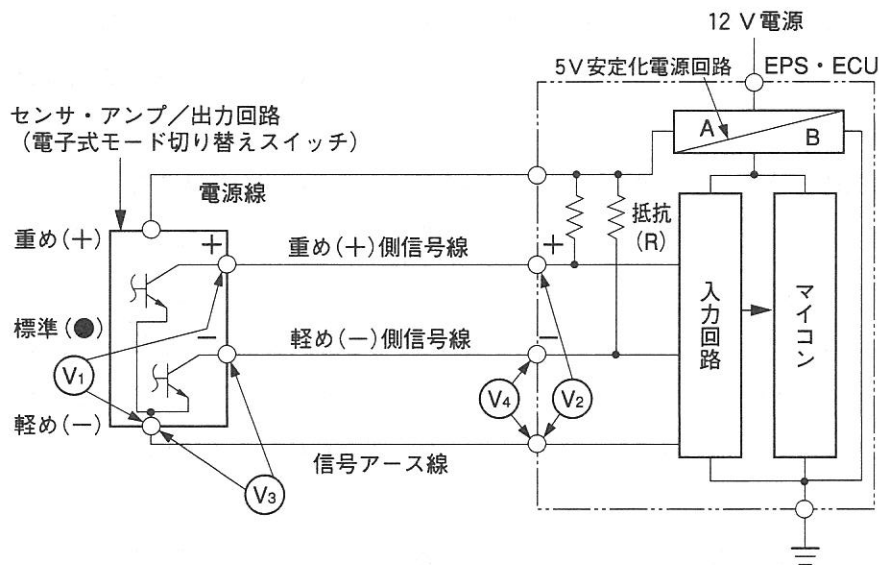 12 V 電源
5V安定化電源回路
EPS・ECU
センサ・アンプ／出力回路
（電子式モード切り替えスイッチ）
A
B
電源線
重め(＋)
＋
重め(＋)側信号線
＋
抵抗
(R)
標準(●)
－
軽め(－)側信号線
－
入力回路
マイコン
V1
V4
V2
軽め(－)
信号アース線
V3